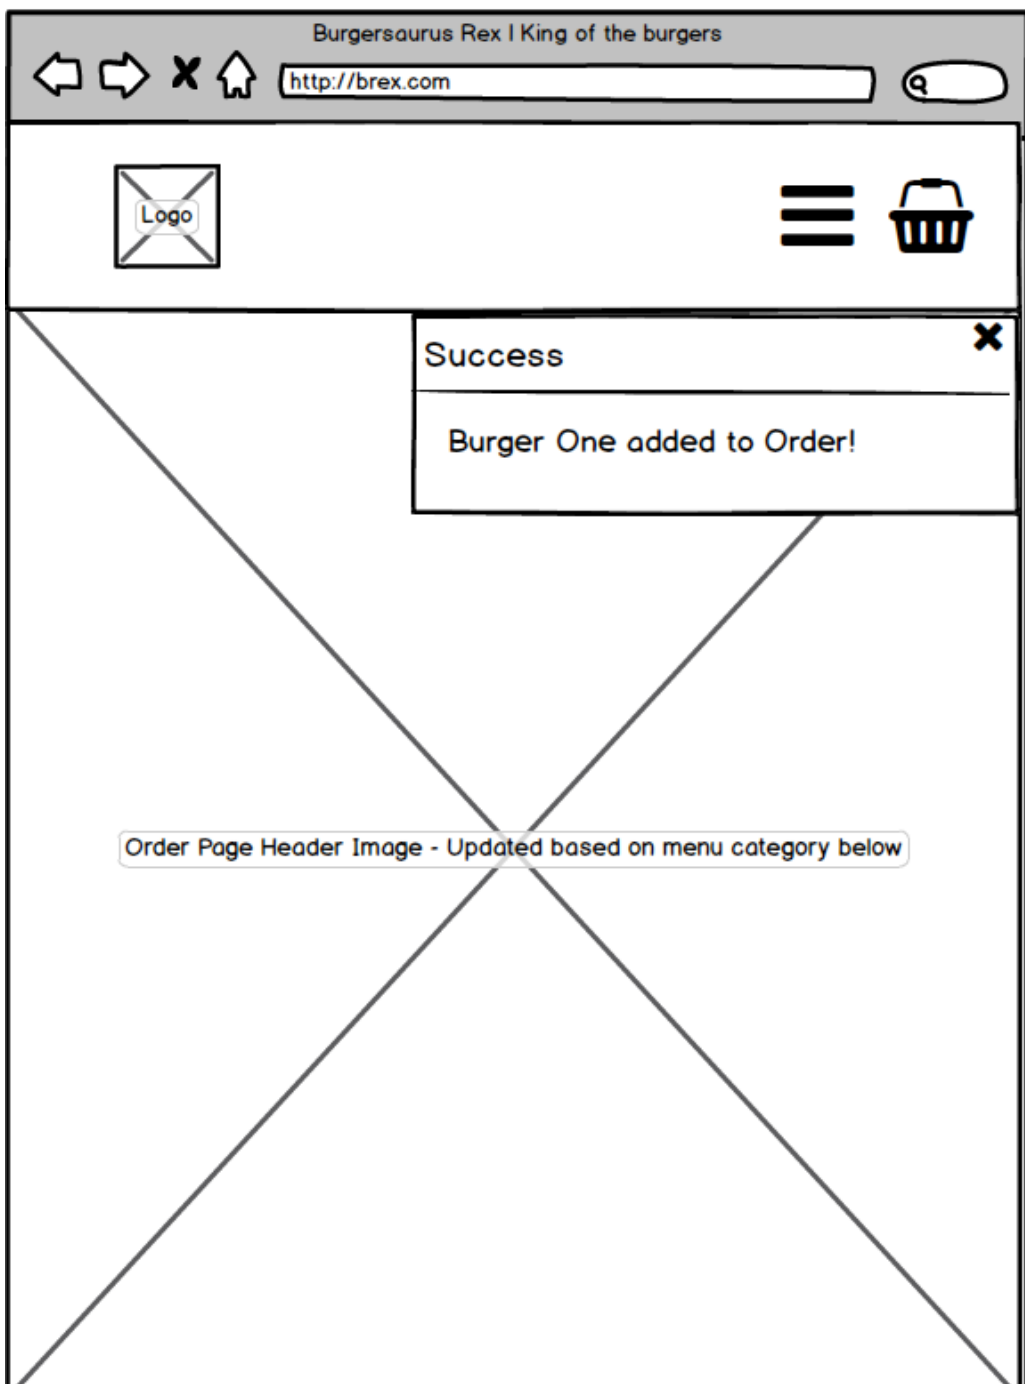 Burgersaurus Rex | King of the burgers
http://brex.com
Logo
Success
Burger One added to Order!
Order Page Header Image - Updated based on menu category below